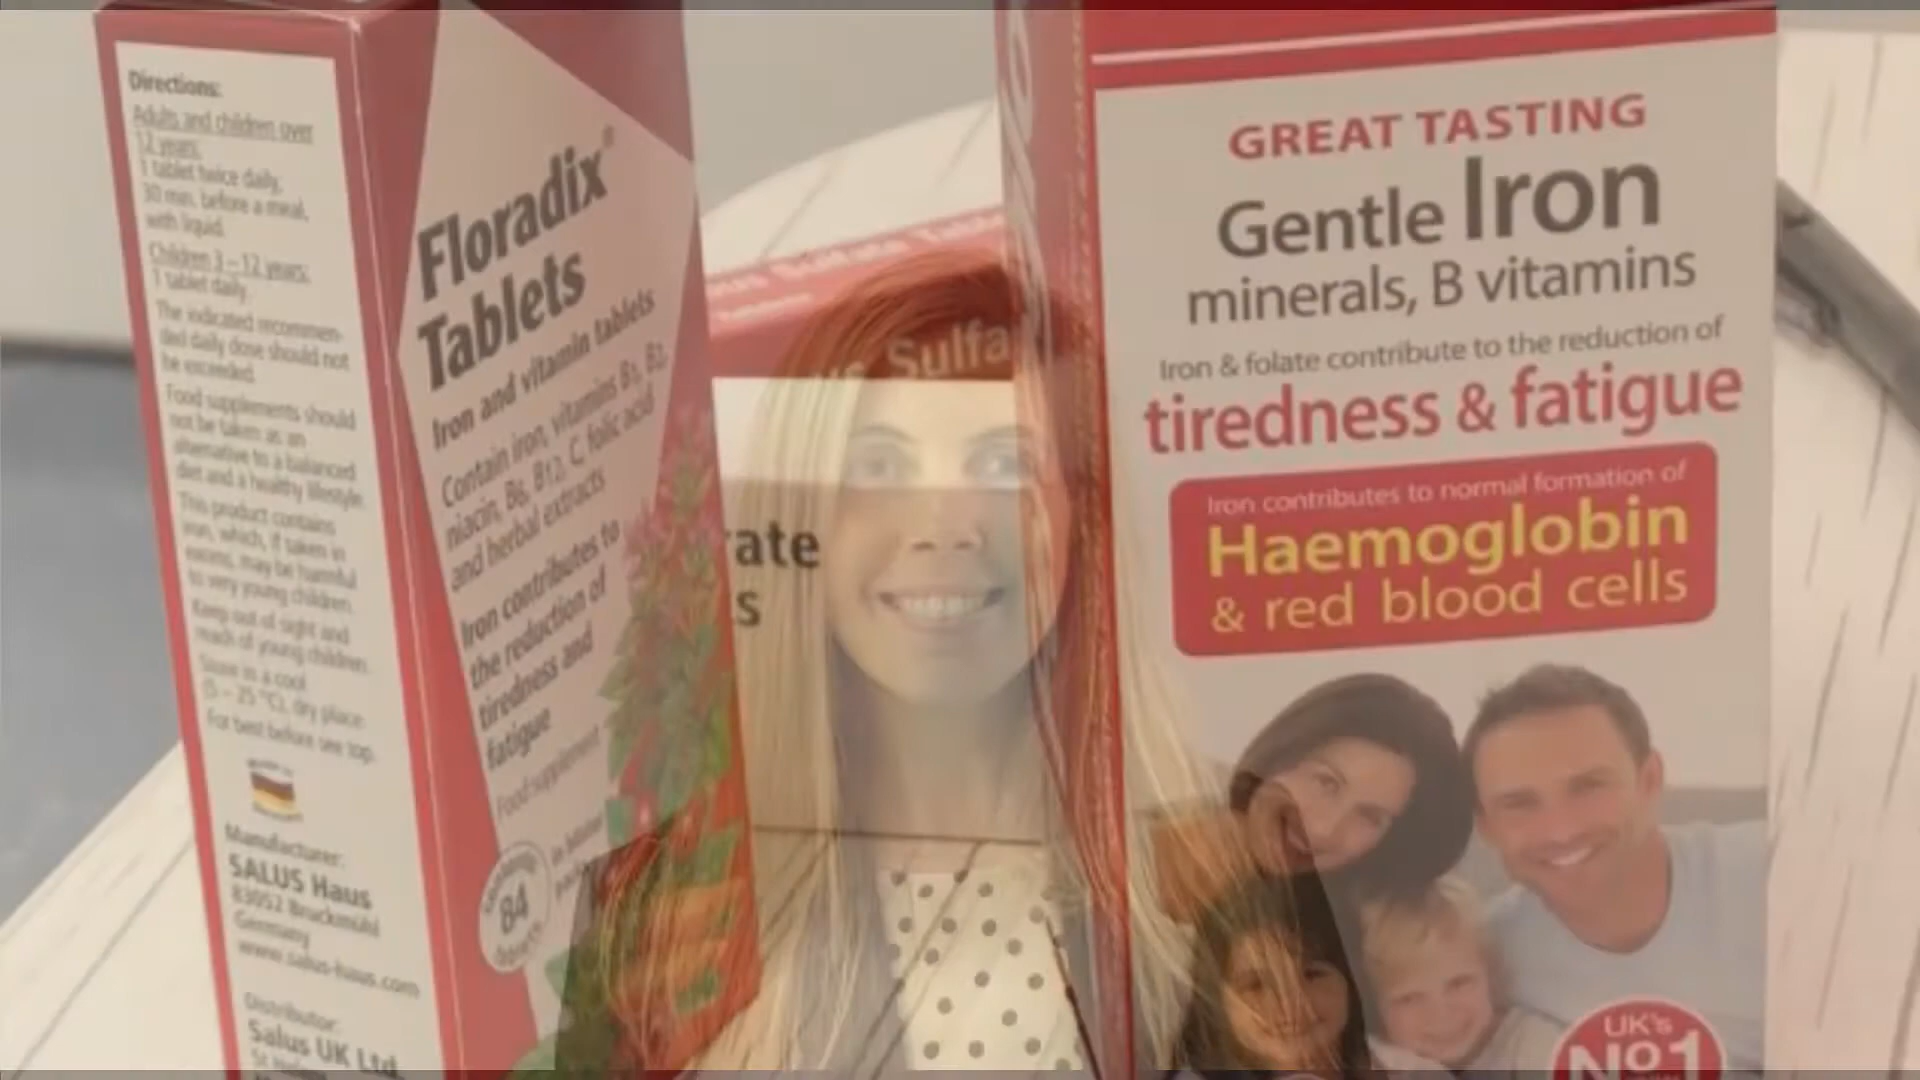 Directions:
Adults and children over
12 years:
1 tablet twice daily,
30 min. before a meal,
with liquid.
Children 3 – 12 years:
1 tablet daily.
The indicated recommen-
ded daily dose should not
be exceeded.
Food supplements should
not be taken as an
alternative to a balanced
diet and a healthy lifestyle.
This product contains
iron, which, if taken in
excess, may be harmful
to very young children.
Keep out of sight and
reach of young children.
Store in a cool
(5 – 25 °C), dry place.
For best before see top.
Manufacturer:
SALUS Haus
83052 Bruckmühl
Germany
www.salus-haus.com
Distributor:
Salus UK Ltd.
Floradix®
Tablets
Iron and vitamin tablets
Contain iron, vitamins B1, B2,
niacin, B6, B12, C, folic acid
and herbal extracts
Iron contributes to
the reduction of
tiredness and
fatigue
Food supplement
84
Sulfa
ate
s
GREAT TASTING
Gentle Iron
minerals, B vitamins
Iron & folate contribute to the reduction of
tiredness & fatigue
Iron contributes to normal formation of
Haemoglobin
& red blood cells
UK's
No 1